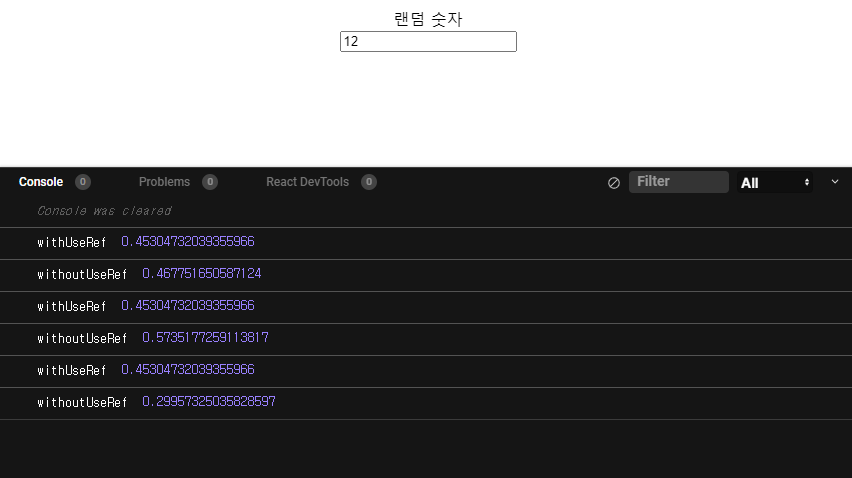 랜덤 숫자
12
Console 0 Problems 0 React DevTools 0 Filter All
Console was cleared
withUseRef 0.45304732039355966
withoutUseRef 0.467751650587124
withUseRef 0.45304732039355966
withoutUseRef 0.5735177259113817
withUseRef 0.45304732039355966
withoutUseRef 0.29957325035828597